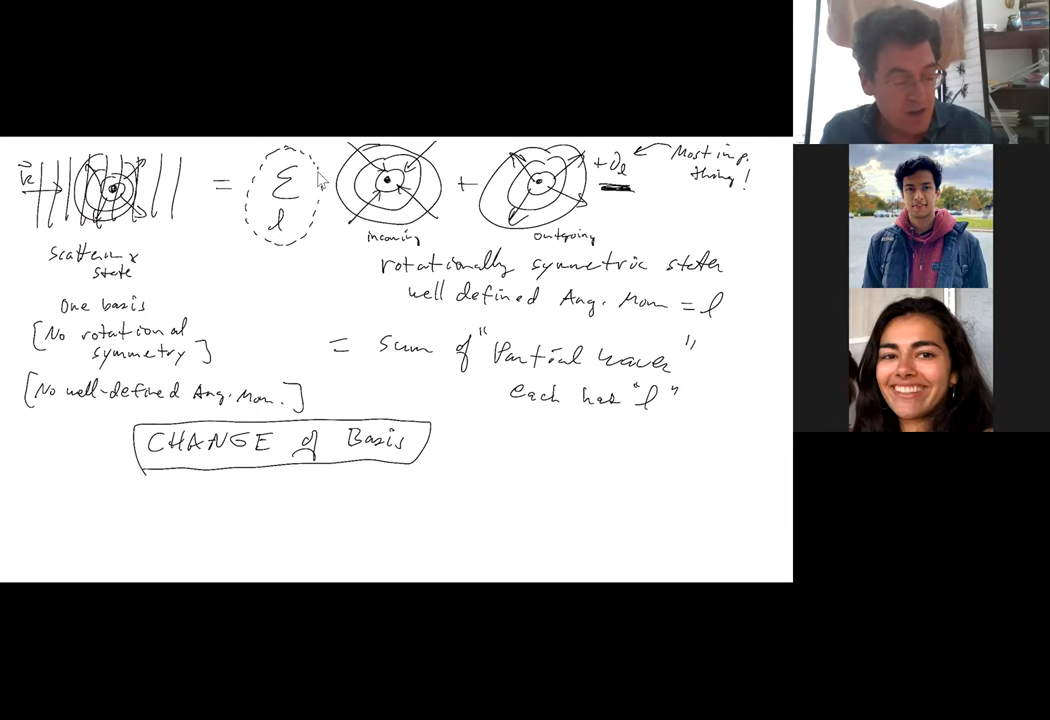 k = Σ + + δl ← Most imp.
l thing!
incoming outgoing
scattering state
rotationally symmetric states
well defined Ang. Mom = l
One basis
[No rotational symmetry]
= sum of "Partial waves"
[No well-defined Ang. Mom.]
each has "l"
CHANGE of Basis